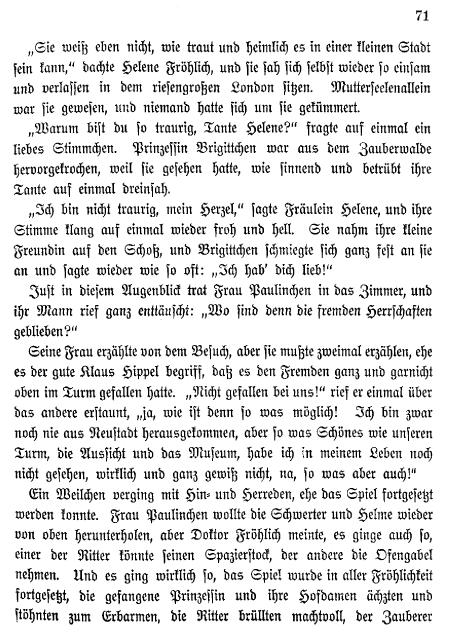 71
„Sie weiß eben nicht, wie traut und heimlich es in einer kleinen Stadt
sein kann,“ dachte Helene Fröhlich, und sie sah sich selbst wieder so einsam
und verlassen in dem riesengroßen London sitzen. Mutterseelenallein
war sie gewesen, und niemand hatte sich um sie gekümmert.
„Warum bist du so traurig, Tante Helene?“ fragte auf einmal ein
liebes Stimmchen. Prinzessin Brigittchen war aus dem Zauberwalde
hervorgekrochen, weil sie gesehen hatte, wie sinnend und betrübt ihre
Tante auf einmal dreinsah.
„Ich bin nicht traurig, mein Herzel,“ sagte Fräulein Helene, und ihre
Stimme klang auf einmal wieder froh und hell. Sie nahm ihre kleine
Freundin auf den Schoß, und Brigittchen schmiegte sich ganz fest an sie
an und sagte wieder wie so oft: „Ich hab' dich lieb!“
Just in diesem Augenblick trat Frau Paulinchen in das Zimmer, und
ihr Mann rief ganz enttäuscht: „Wo sind denn die fremden Herrschaften
geblieben?“
Seine Frau erzählte von dem Besuch, aber sie mußte zweimal erzählen, ehe
es der gute Klaus Hippel begriff, daß es den Fremden ganz und garnicht
oben im Turm gefallen hatte. „Nicht gefallen bei uns!“ rief er einmal über
das andere erstaunt, „ja, wie ist denn so was möglich! Ich bin zwar
noch nie aus Neustadt herausgekommen, aber so was Schönes wie unseren
Turm, die Aussicht und das Museum, habe ich in meinem Leben noch
nicht gesehen, wirklich und ganz gewiß nicht, na, so was aber auch!“
Ein Weilchen verging mit Hin- und Herreden, ehe das Spiel fortgesetzt
werden konnte. Frau Paulinchen wollte die Schwerter und Helme wieder
von oben herunterholen, aber Doktor Fröhlich meinte, es ginge auch so,
einer der Ritter könnte seinen Spazierstock, der andere die Ofengabel
nehmen. Und es ging wirklich so, das Spiel wurde in aller Fröhlichkeit
fortgesetzt, die gefangene Prinzessin und ihre Hofdamen ächzten und
stöhnten zum Erbarmen, die Ritter brüllten machtvoll, der Zauberer